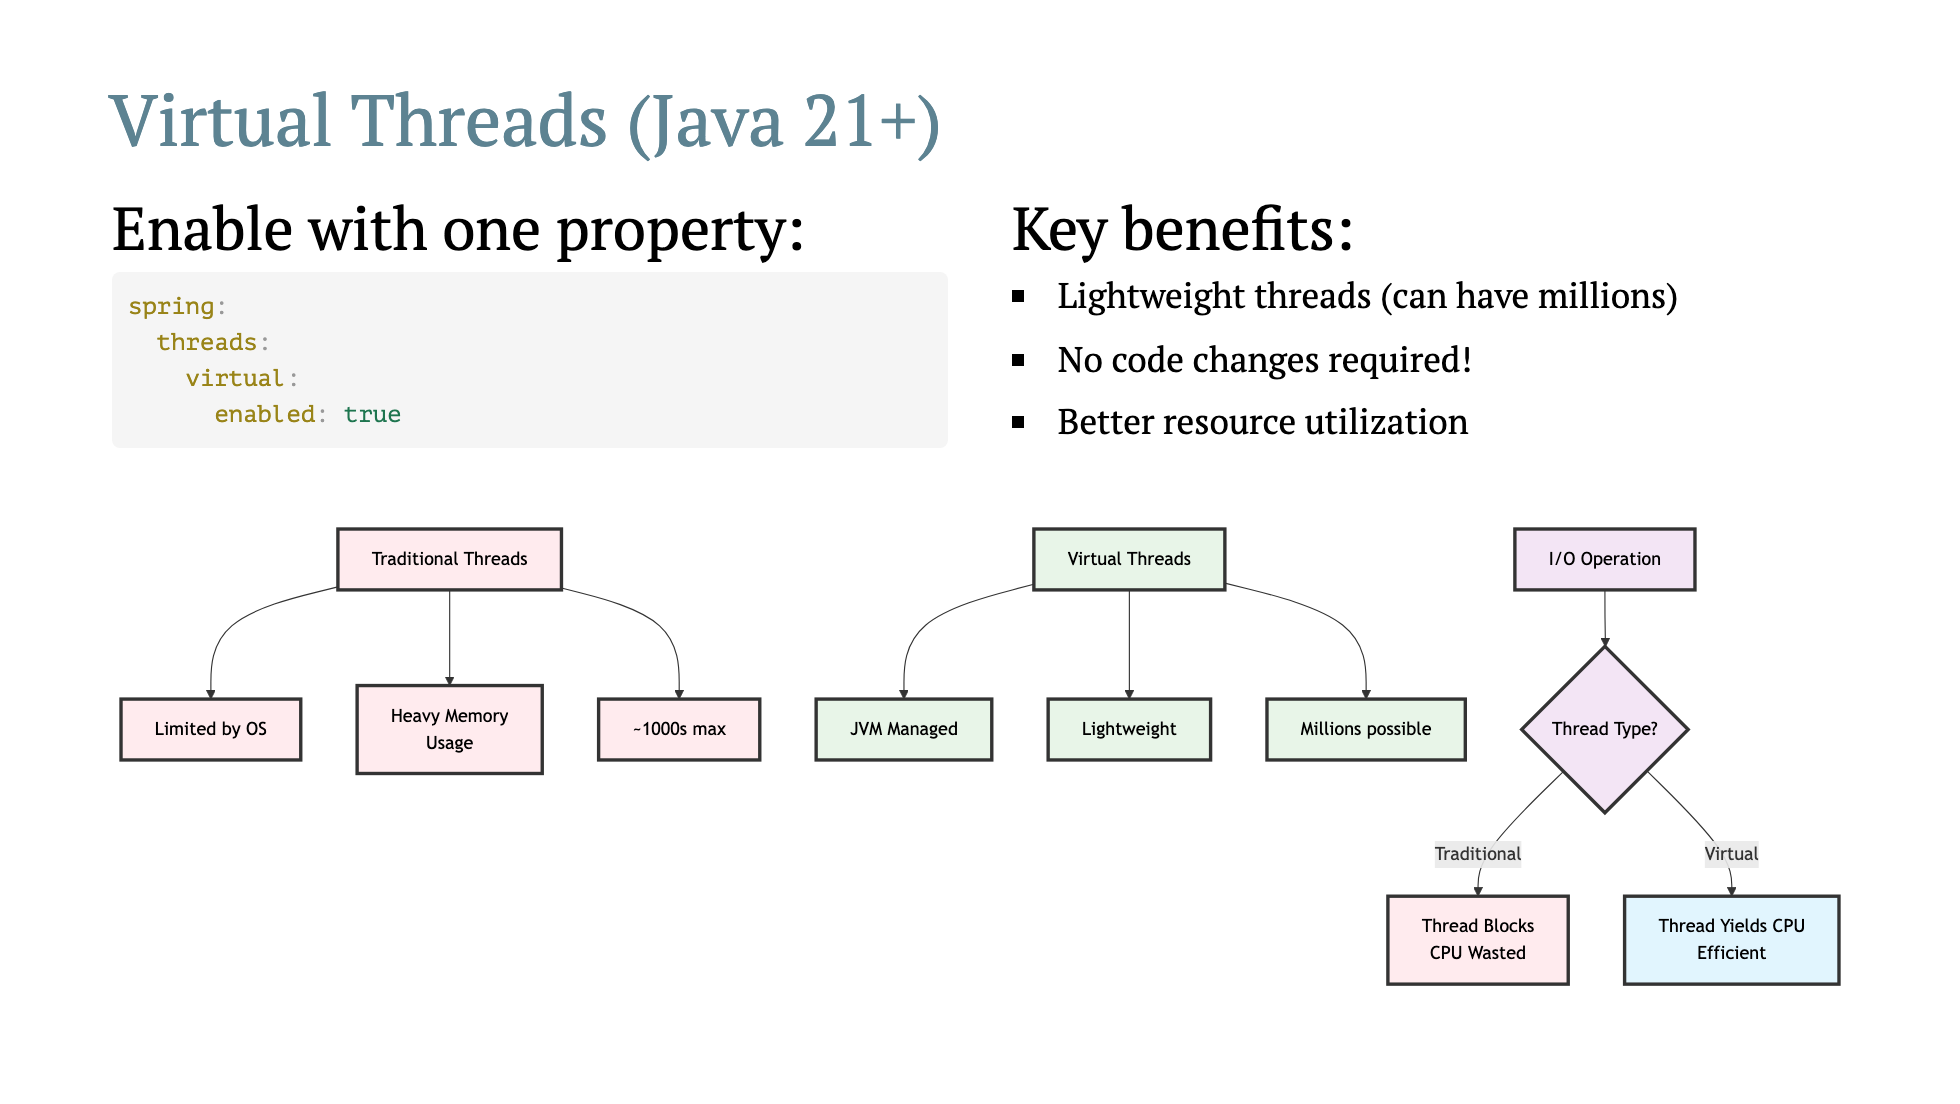 Virtual Threads (Java 21+)
Enable with one property:
spring:
  threads:
    virtual:
      enabled: true
Key benefits:
Lightweight threads (can have millions)
No code changes required!
Better resource utilization
Traditional Threads
Limited by OS
Heavy Memory
Usage
~1000s max
Virtual Threads
JVM Managed
Lightweight
Millions possible
I/O Operation
Thread Type?
Traditional
Virtual
Thread Blocks
CPU Wasted
Thread Yields CPU
Efficient